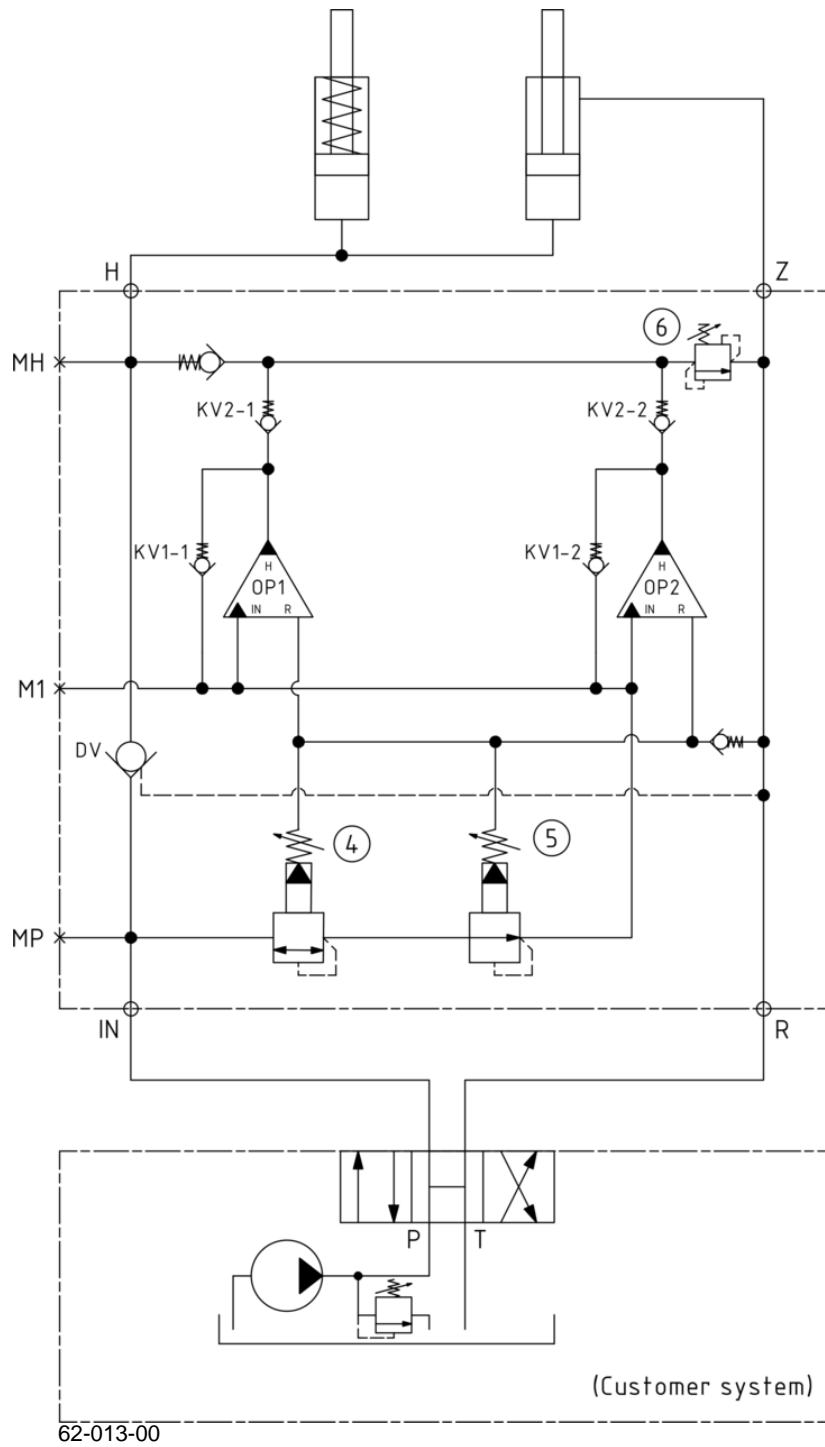 H
Z
6
MH
KV2-1
KV2-2
KV1-1
KV1-2
H
OP1
IN R
H
OP2
IN R
M1
DV
4
5
MP
IN
R
P
T
(Customer system)
62-013-00